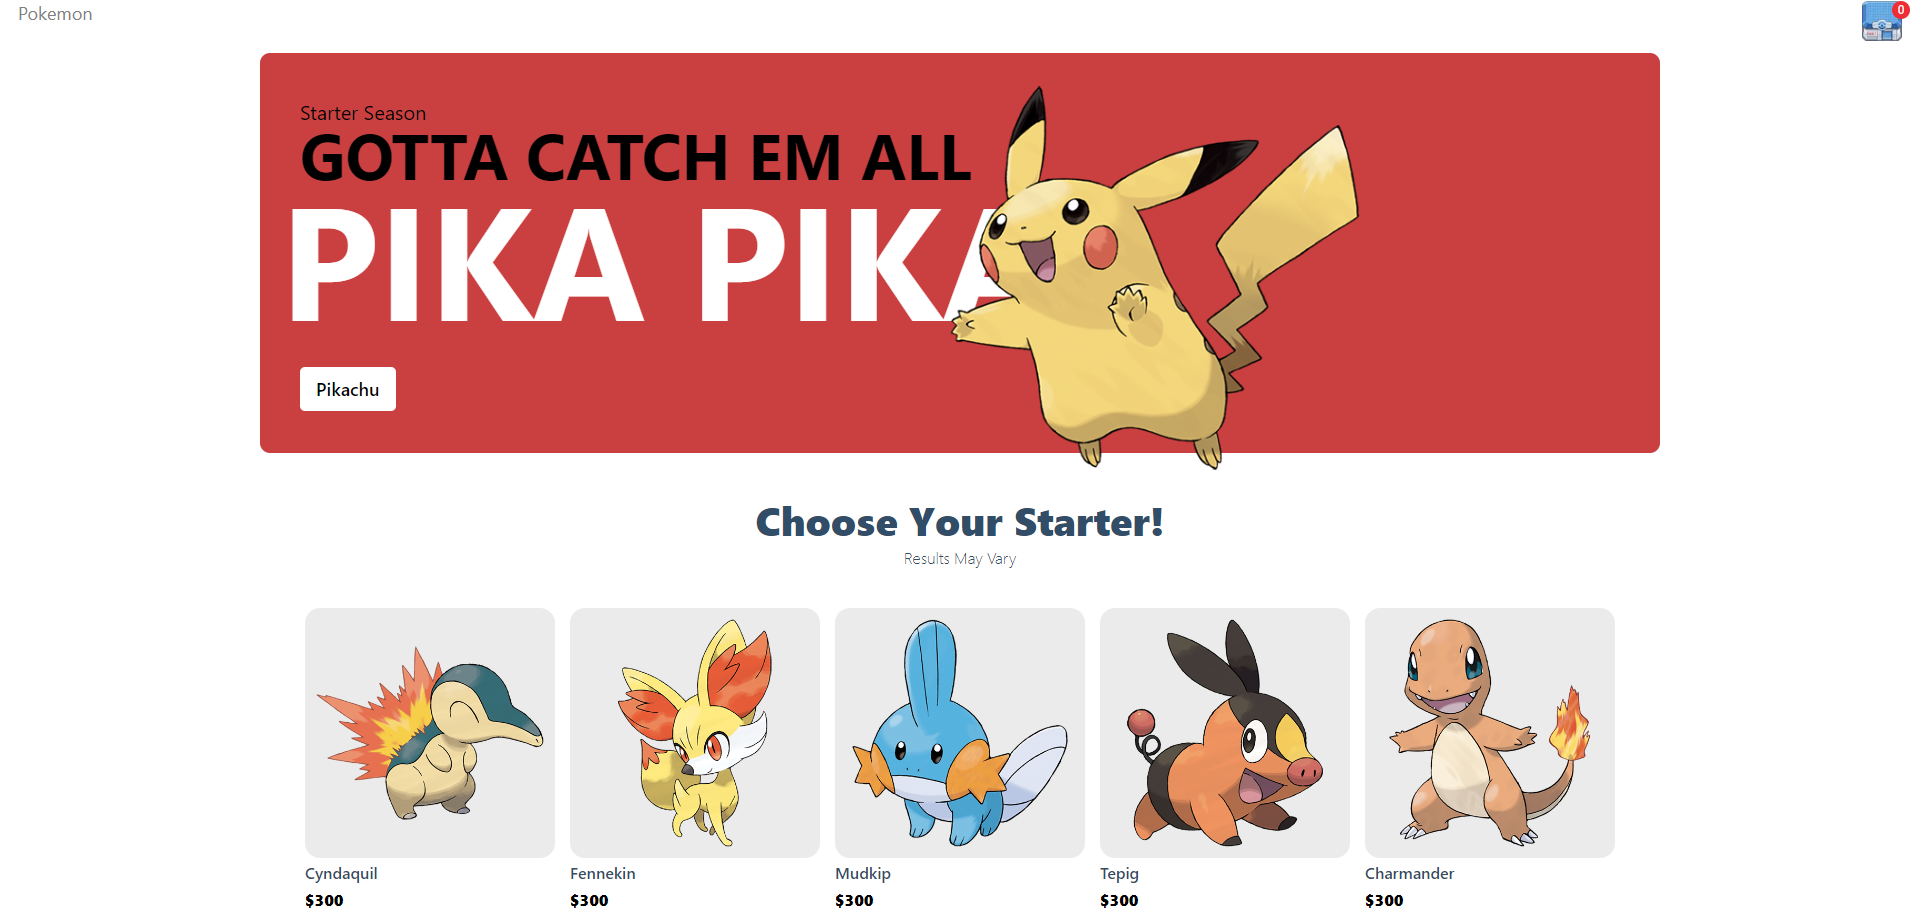 Pokemon
0
Starter Season
GOTTA CATCH EM ALL
PIKA PIKA
Pikachu
Choose Your Starter!
Results May Vary
Cyndaquil
$300
Fennekin
$300
Mudkip
$300
Tepig
$300
Charmander
$300